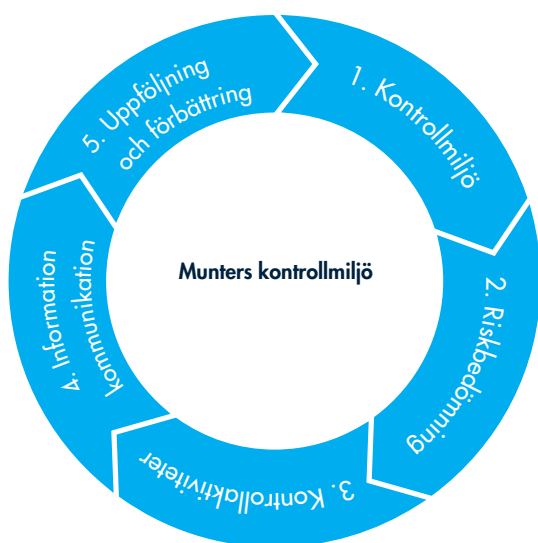 1. Kontrollmiljö
2. Riskbedömning
3. Kontrollaktiviteter
4. Information
kommunikation
5. Uppföljning
och förbättring
Munters kontrollmiljö